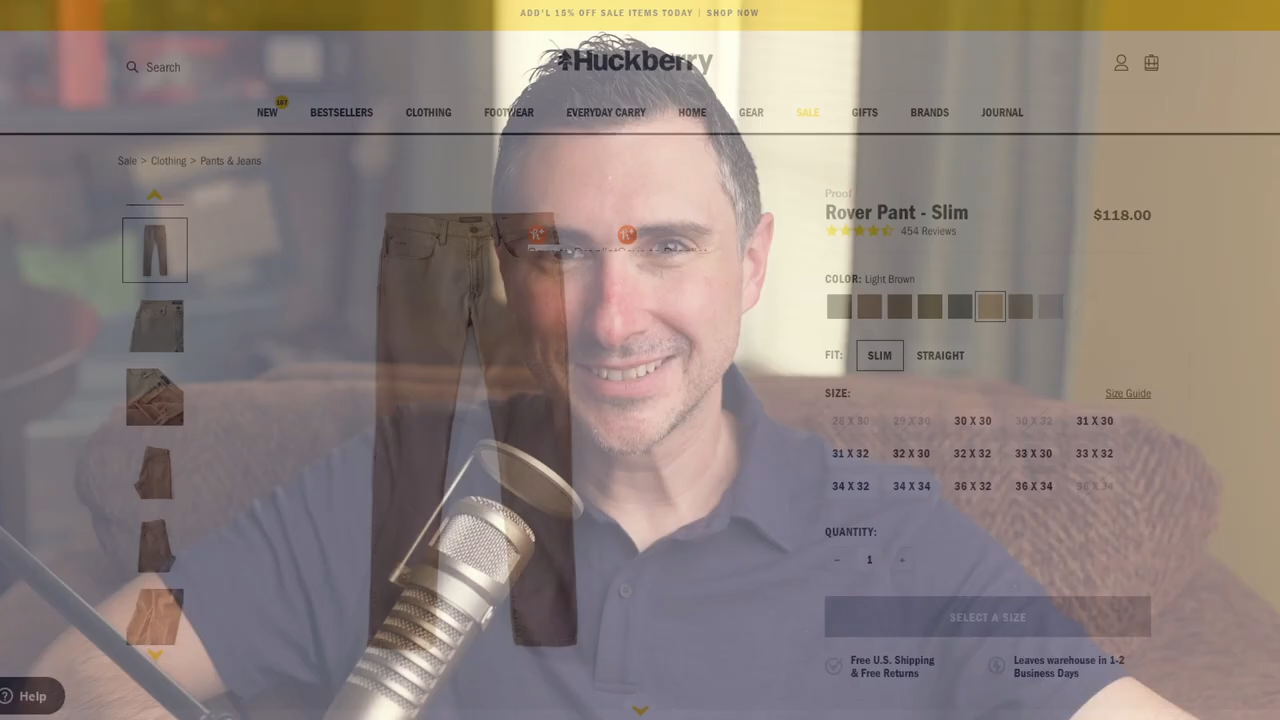 ADD'L 15% OFF SALE ITEMS TODAY | SHOP NOW
Search
Huckberry
187
NEW BESTSELLERS CLOTHING FOOTWEAR EVERYDAY CARRY HOME GEAR SALE GIFTS BRANDS JOURNAL
Sale > Clothing > Pants & Jeans
Proof
Rover Pant - Slim $118.00
454 Reviews
COLOR: Light Brown
FIT: SLIM STRAIGHT
SIZE: Size Guide
28 X 30 29 X 30 30 X 30 30 X 32 31 X 30
31 X 32 32 X 30 32 X 32 33 X 30 33 X 32
34 X 32 34 X 34 36 X 32 36 X 34 38 X 34
QUANTITY:
− 1 +
SELECT A SIZE
Free U.S. Shipping
& Free Returns
Leaves warehouse in 1-2
Business Days
Help